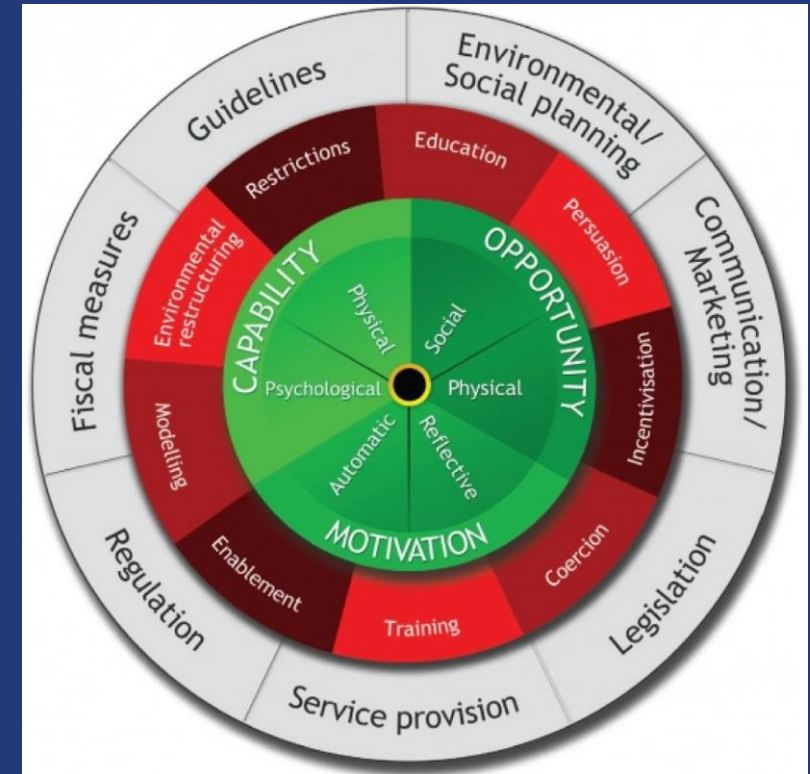 Guidelines
Environmental/
Social planning
Communication/
Marketing
Legislation
Service provision
Regulation
Fiscal measures
Restrictions
Education
Persuasion
Incentivisation
Coercion
Training
Enablement
Modelling
Environmental
restructuring
CAPABILITY
OPPORTUNITY
MOTIVATION
Physical
Social
Physical
Reflective
Automatic
Psychological